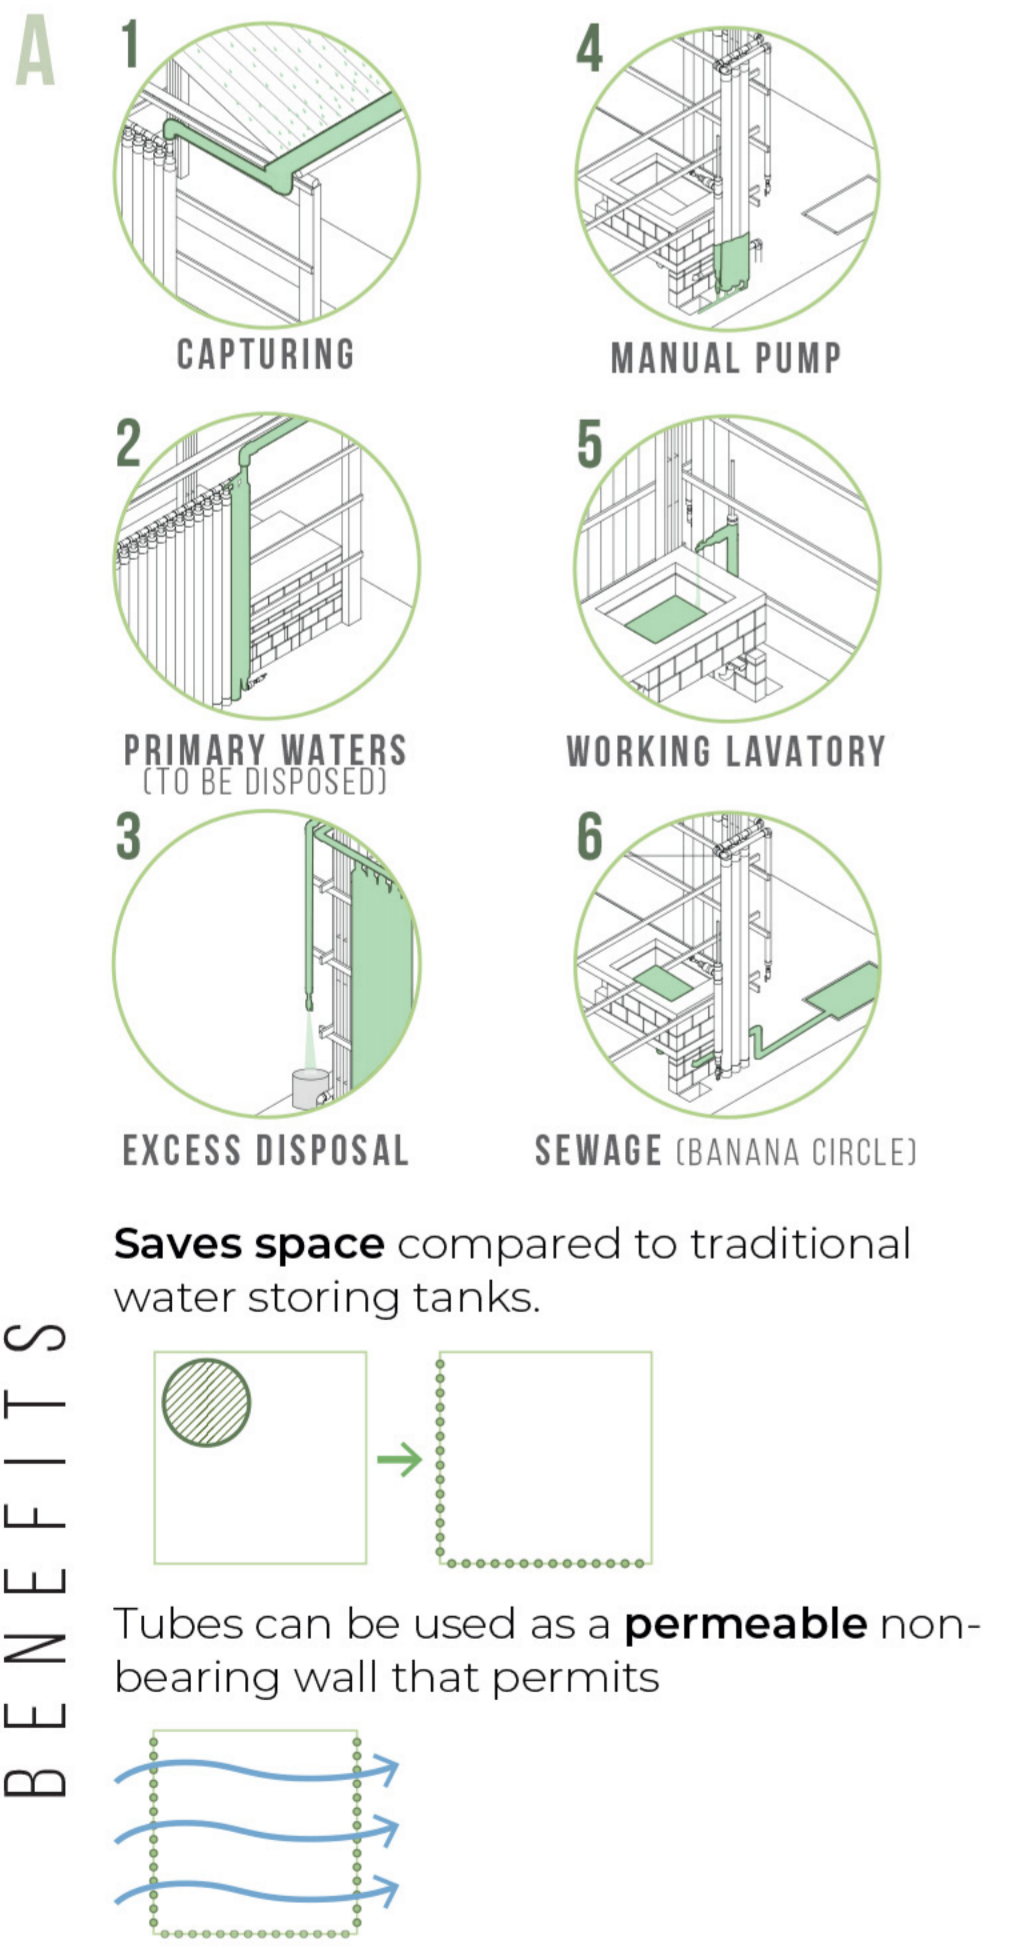 A
1
CAPTURING
2
PRIMARY WATERS
(TO BE DISPOSED)
3
EXCESS DISPOSAL
4
MANUAL PUMP
5
WORKING LAVATORY
6
SEWAGE (BANANA CIRCLE)
BENEFITS
Saves space compared to traditional
water storing tanks.
Tubes can be used as a permeable non-
bearing wall that permits